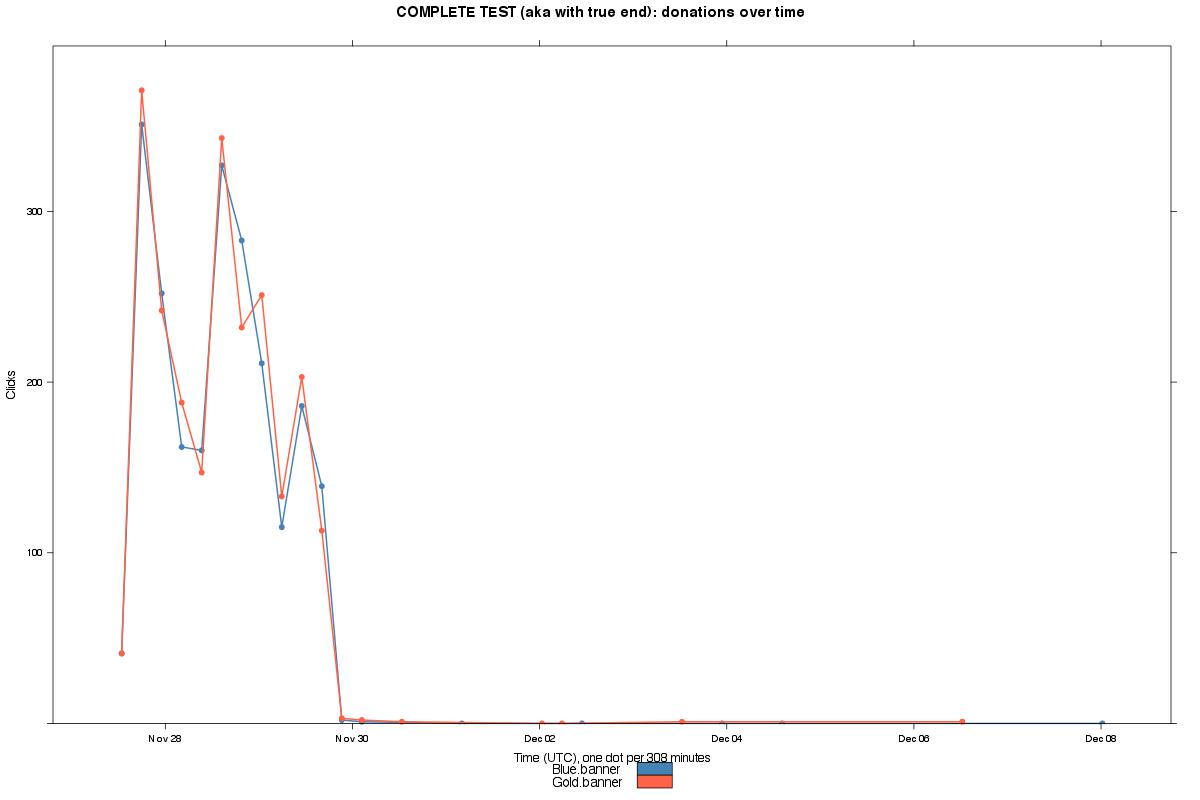 COMPLETE TEST (aka with true end): donations over time
Clicks
300
200
100
Nov 28
Nov 30
Dec 02
Dec 04
Dec 06
Dec 08
Time (UTC), one dot per 308 minutes
Blue.banner
Gold.banner